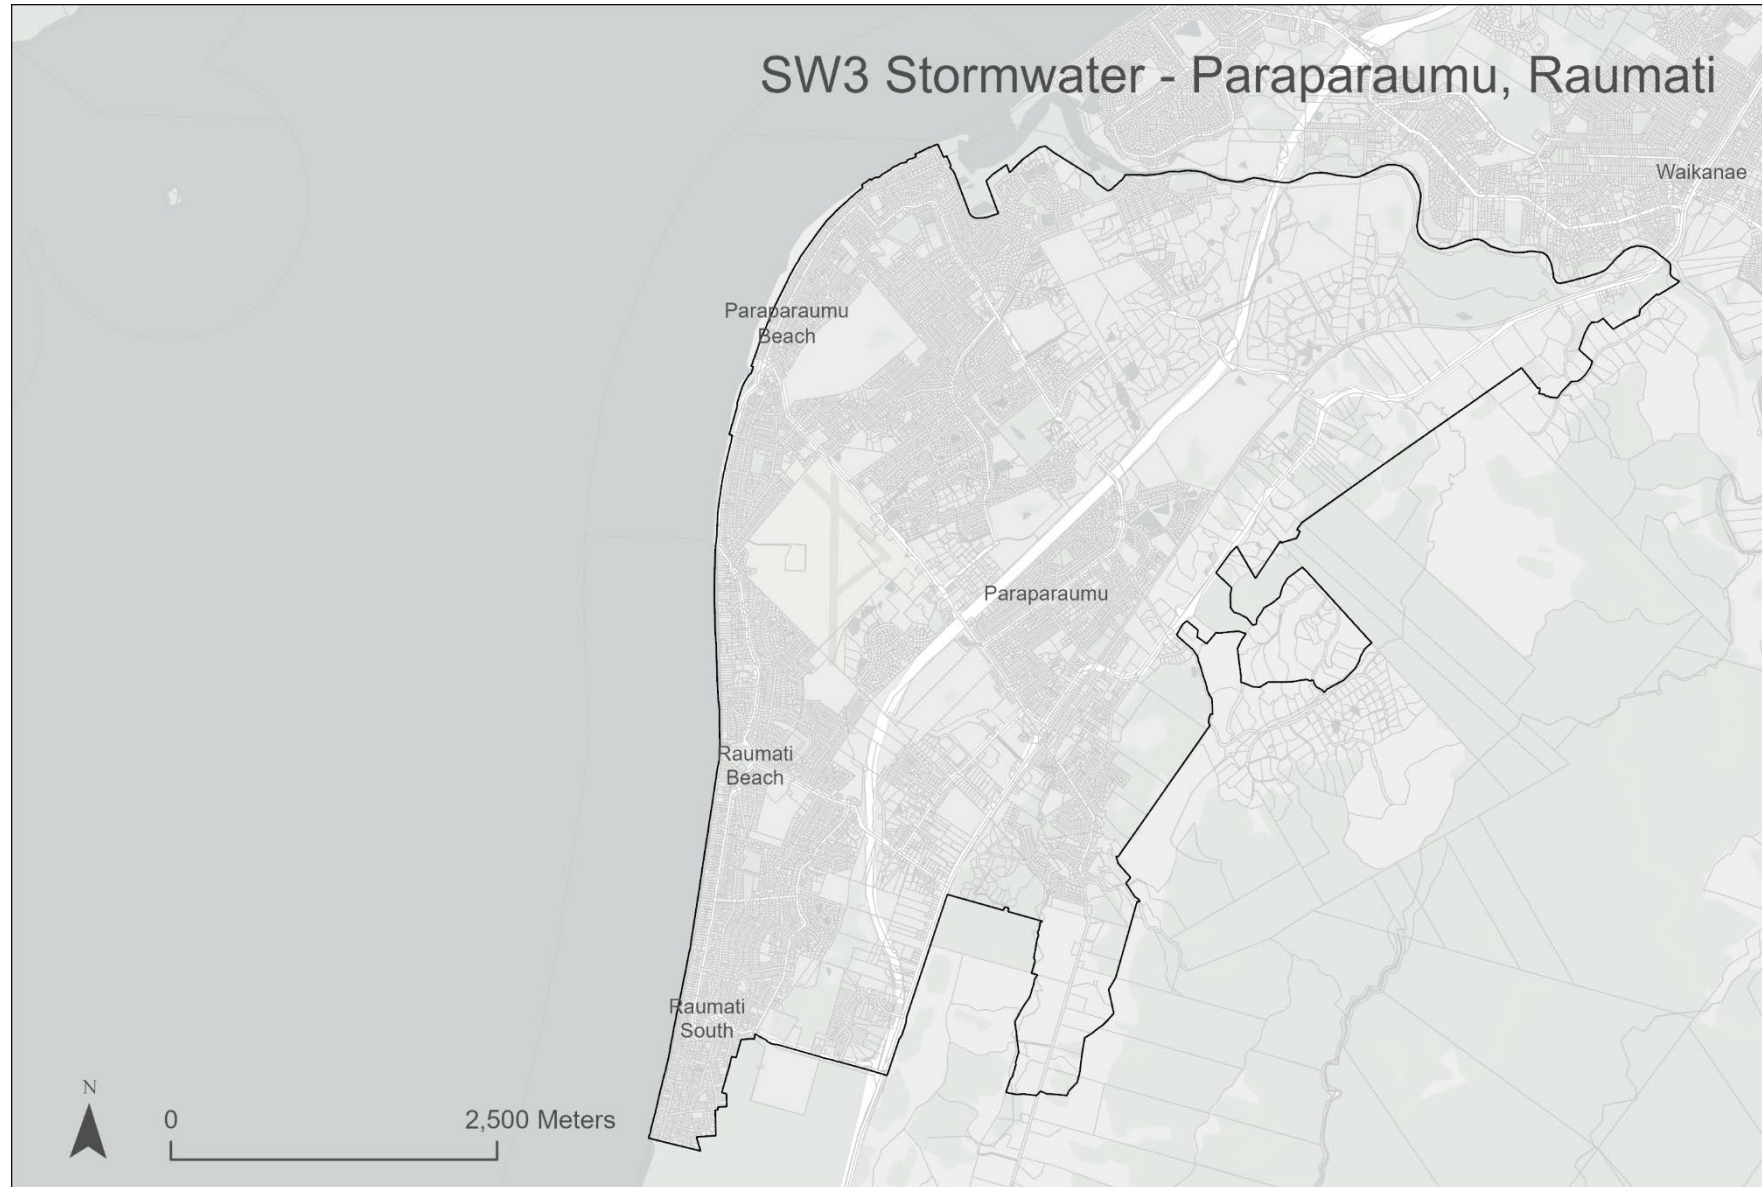 SW3 Stormwater - Paraparaumu, Raumati
Waikanae
Paraparaumu
Beach
Paraparaumu
Raumati
Beach
Raumati
South
N
0
2,500 Meters